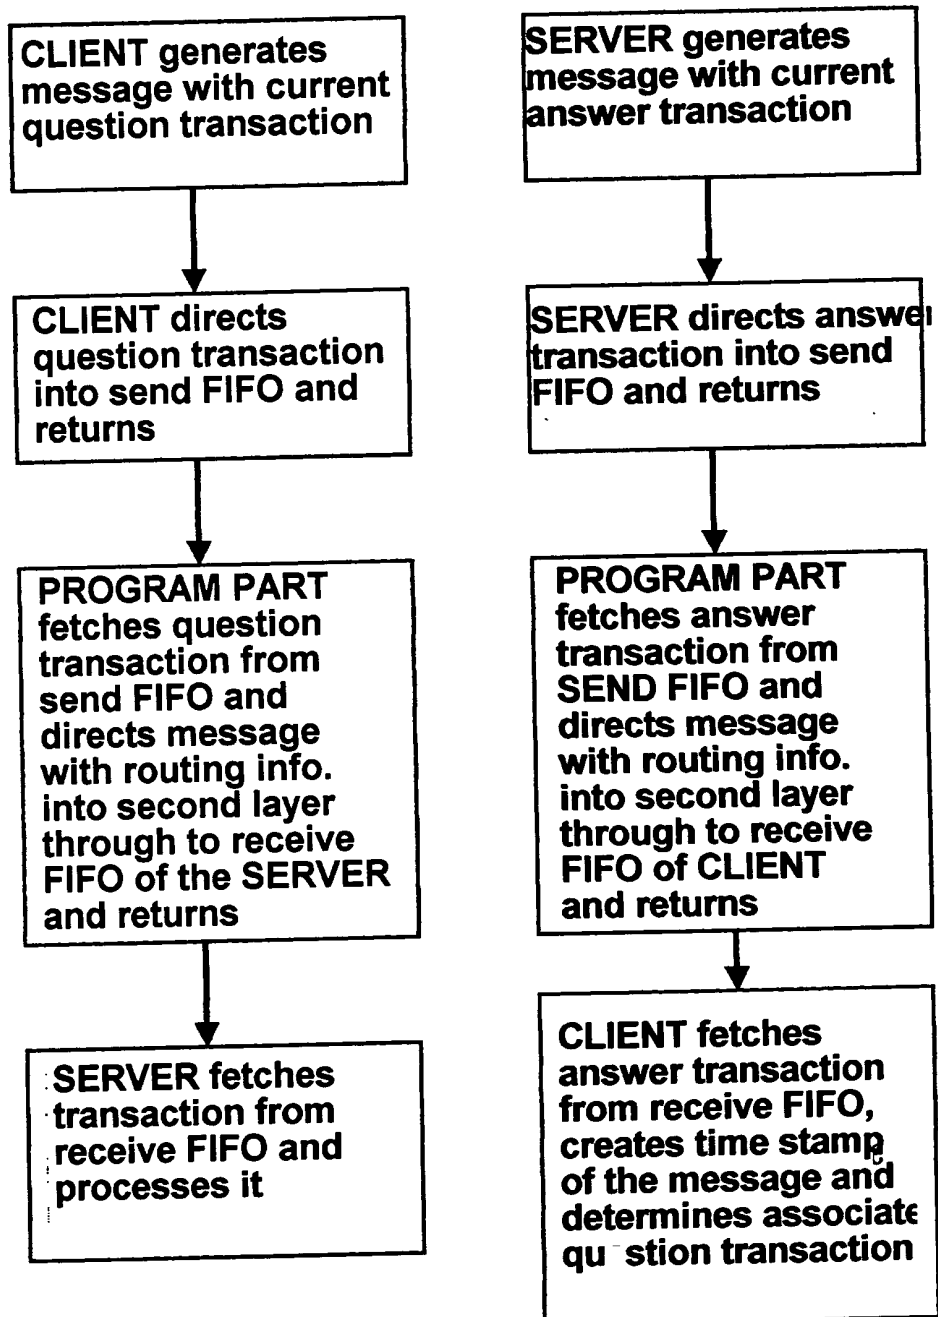 CLIENT generates
message with current
question transaction
CLIENT directs
question transaction
into send FIFO and
returns
PROGRAM PART
fetches question
transaction from
send FIFO and
directs message
with routing info.
into second layer
through to receive
FIFO of the SERVER
and returns
SERVER fetches
transaction from
receive FIFO and
processes it
SERVER generates
message with current
answer transaction
SERVER directs answer
transaction into send
FIFO and returns
PROGRAM PART
fetches answer
transaction from
SEND FIFO and
directs message
with routing info.
into second layer
through to receive
FIFO of CLIENT
and returns
CLIENT fetches
answer transaction
from receive FIFO,
creates time stamp
of the message and
determines associate
qu stion transaction